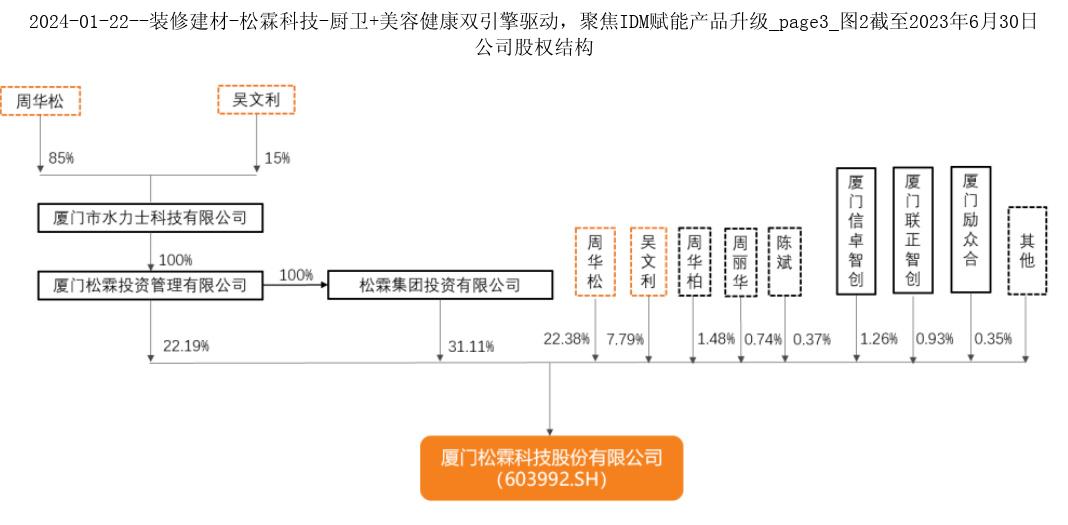 2024-01-22--装修建材-松霖科技-厨卫+美容健康双引擎驱动，聚焦IDM赋能产品升级_page3_图2截至2023年6月30日
公司股权结构
周华松
吴文利
85%
15%
厦门市水力士科技有限公司
100%
厦门松霖投资管理有限公司
100%
松霖集团投资有限公司
周华松
吴文利
周华柏
周丽华
陈斌
厦门信卓智创
厦门联正智创
厦门励众合
其他
22.19%
31.11%
22.38%
7.79%
1.48%
0.74%
0.37%
1.26%
0.93%
0.35%
厦门松霖科技股份有限公司
（603992.SH）